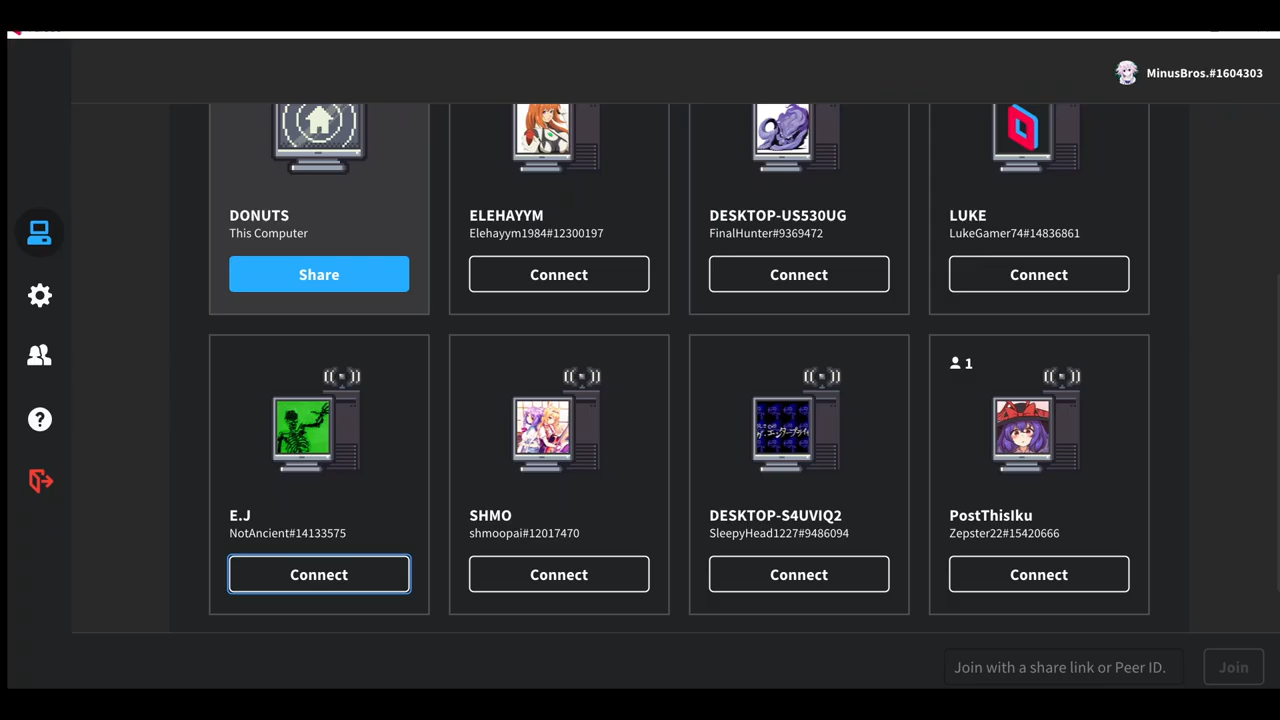 MinusBros.#1604303
DONUTS
This Computer
Share
ELEHAYYM
Elehayym1984#12300197
Connect
DESKTOP-US530UG
FinalHunter#9369472
Connect
LUKE
LukeGamer74#14836861
Connect
E.J
NotAncient#14133575
Connect
SHMO
shmoopai#12017470
Connect
DESKTOP-S4UVIQ2
SleepyHead1227#9486094
Connect
1
PostThisIku
Zepster22#15420666
Connect
Join with a share link or Peer ID.
Join